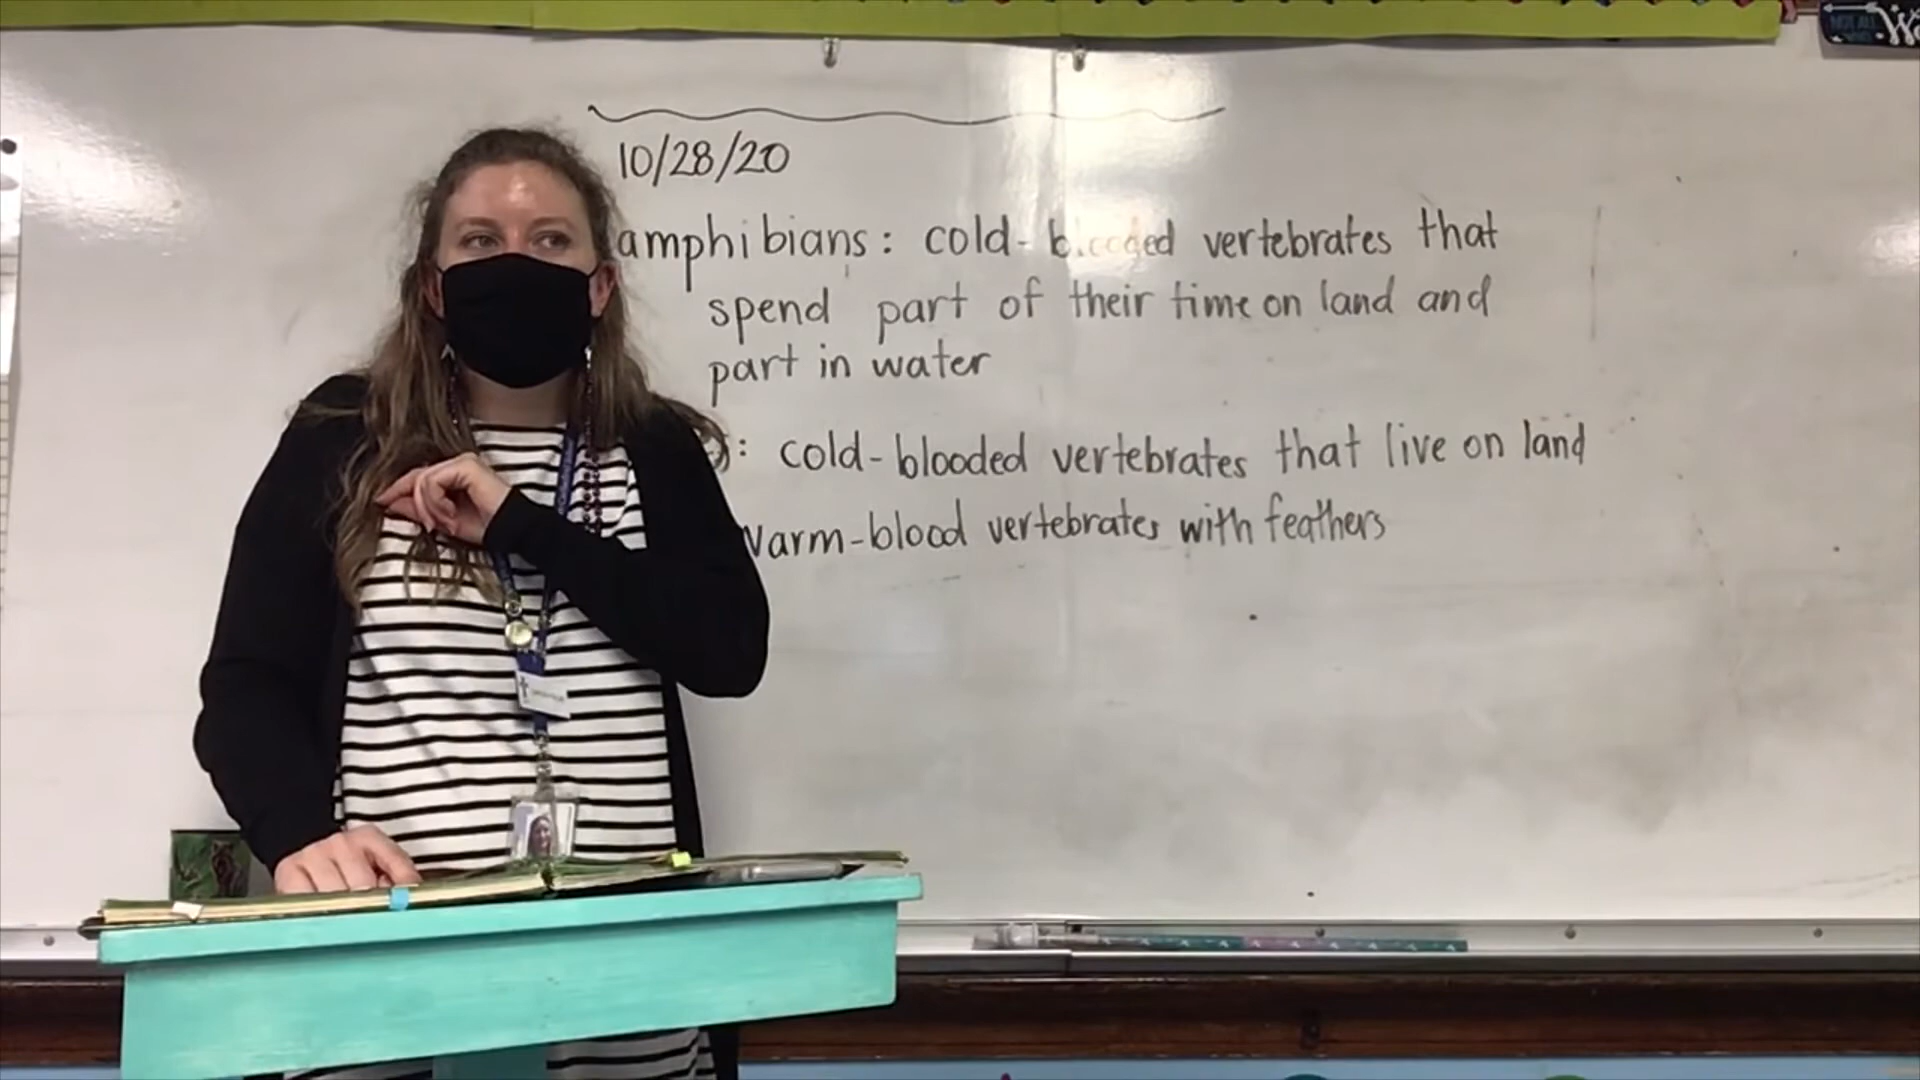 10/28/20
amphibians: cold-blooded vertebrates that
spend part of their time on land and
part in water
: cold-blooded vertebrates that live on land
warm-blood vertebrates with feathers